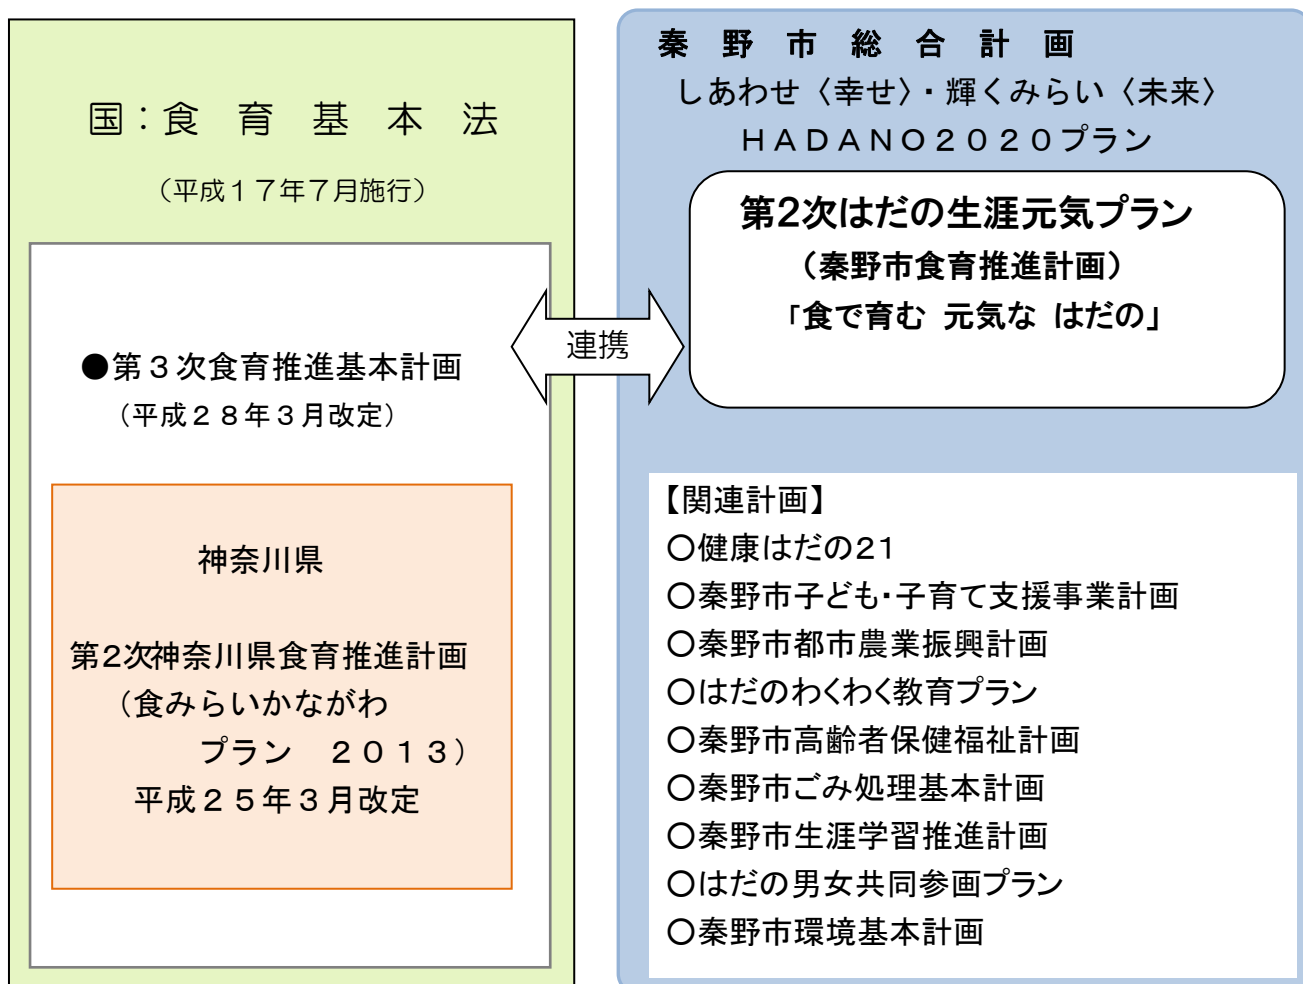 国：食　育　基　本　法
（平成１７年７月施行）
●第３次食育推進基本計画
（平成２８年３月改定）
神奈川県
第2次神奈川県食育推進計画
（食みらいかながわ
プラン　２０１３）
平成２５年３月改定
連携
秦　野　市　総　合　計　画
しあわせ〈幸せ〉・輝くみらい〈未来〉
ＨＡＤＡＮＯ２０２０プラン
第2次はだの生涯元気プラン
（秦野市食育推進計画）
「食で育む 元気な はだの」
【関連計画】
○健康はだの21
○秦野市子ども・子育て支援事業計画
○秦野市都市農業振興計画
○はだのわくわく教育プラン
○秦野市高齢者保健福祉計画
○秦野市ごみ処理基本計画
○秦野市生涯学習推進計画
○はだの男女共同参画プラン
○秦野市環境基本計画